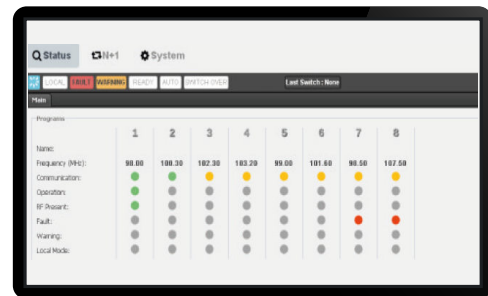 Status N+1 System
LOCAL FAULT WARNING READY AUTO SWITCH OVER Last Switch : None
Main
Programs
1 2 3 4 5 6 7 8
Name:
Frequency (MHz): 98.00 100.30 102.30 103.20 99.00 101.60 98.50 107.50
Communication:
Operation:
RF Present:
Fault:
Warning:
Local Mode: